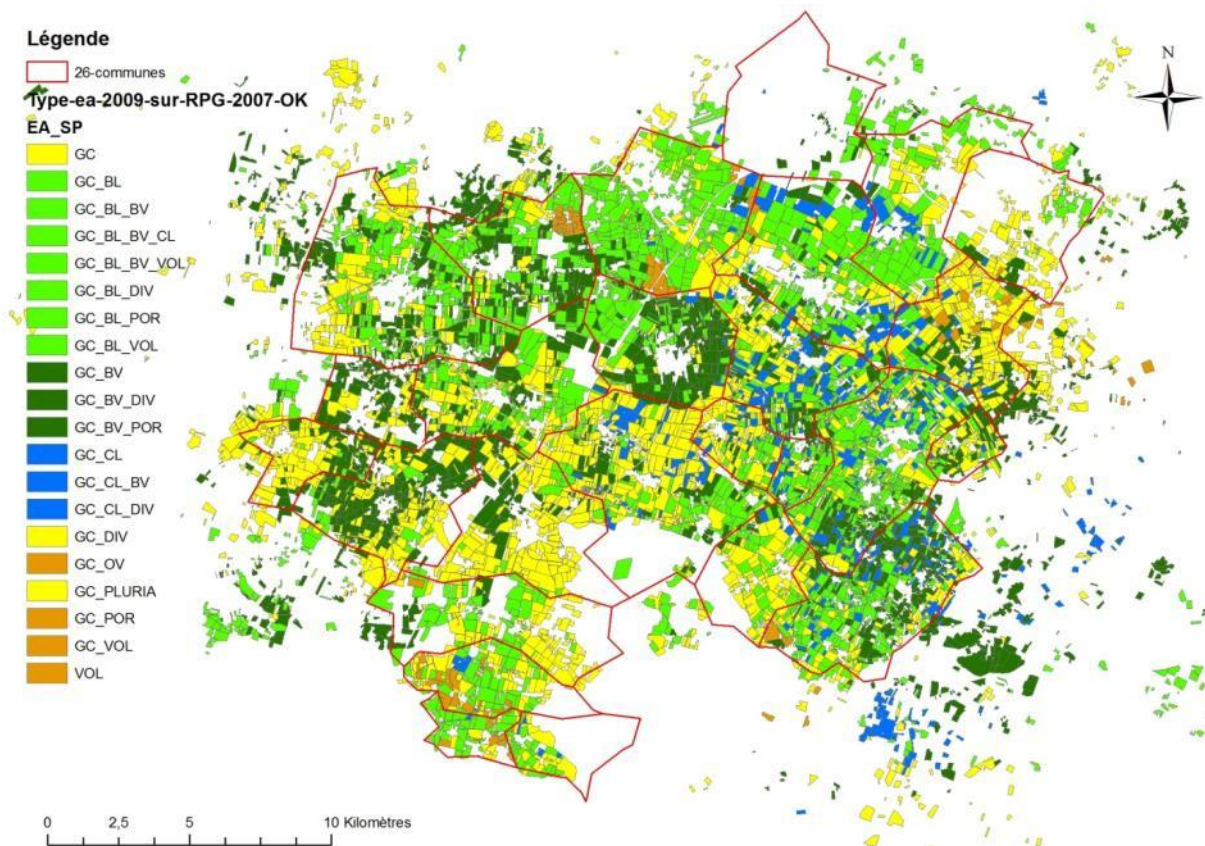 Légende
26-communes
Type-ea-2009-sur-RPG-2007-OK
EA_SP
GC
GC_BL
GC_BL_BV
GC_BL_BV_CL
GC_BL_BV_VOL
GC_BL_DIV
GC_BL_POR
GC_BL_VOL
GC_BV
GC_BV_DIV
GC_BV_POR
GC_CL
GC_CL_BV
GC_CL_DIV
GC_DIV
GC_OV
GC_PLURIA
GC_POR
GC_VOL
VOL
N
0 2,5 5 10 Kilomètres